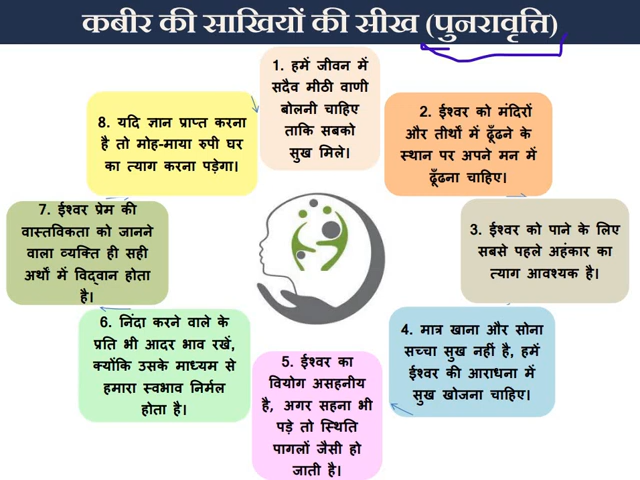 कबीर की साखियों की सीख (पुनरावृत्ति)
1. हमें जीवन में
सदैव मीठी वाणी
बोलनी चाहिए
ताकि सबको
सुख मिले।
2. ईश्वर को मंदिरों
और तीथों में ढूँढने के
स्थान पर अपने मन में
ढूँढना चाहिए।
3. ईश्वर को पाने के लिए
सबसे पहले अहंकार का
त्याग आवश्यक है।
4. मात्र खाना और सोना
सच्चा सुख नहीं है, हमें
ईश्वर की आराधना में
सुख खोजना चाहिए।
5. ईश्वर का
वियोग असहनीय
है, अगर सहना भी
पड़े तो स्थिति
पागलों जैसी हो
जाती है।
6. निंदा करने वाले के
प्रति भी आदर भाव रखें,
क्योंकि उसके माध्यम से
हमारा स्वभाव निर्मल
होता है।
7. ईश्वर प्रेम की
वास्तविकता को जानने
वाला व्यक्ति ही सही
अर्थों में विद्वान होता
है।
8. यदि ज्ञान प्राप्त करना
है तो मोह-माया रुपी घर
का त्याग करना पड़ेगा।